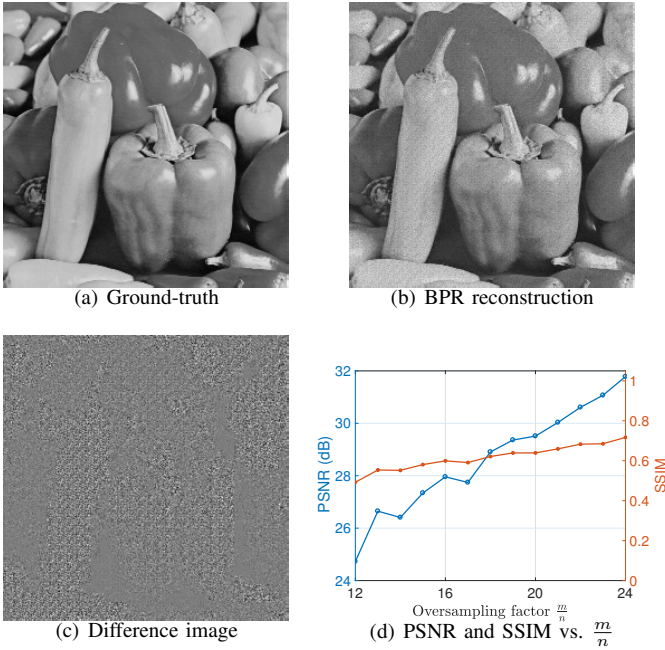 (a) Ground-truth
(b) BPR reconstruction
(c) Difference image
32
30
28
26
24
PSNR (dB)
1
0.8
0.6
0.4
0.2
0
SSIM
12 16 20 24
Oversampling factor m/n
(d) PSNR and SSIM vs. m/n